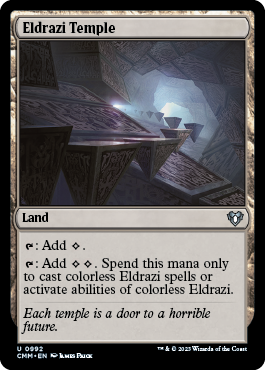 Eldrazi Temple
Land
: Add .
: Add . Spend this mana only
to cast colorless Eldrazi spells or
activate abilities of colorless Eldrazi.
Each temple is a door to a horrible
future.
U 0992
CMM • EN James Paick
™ & © 2023 Wizards of the Coast